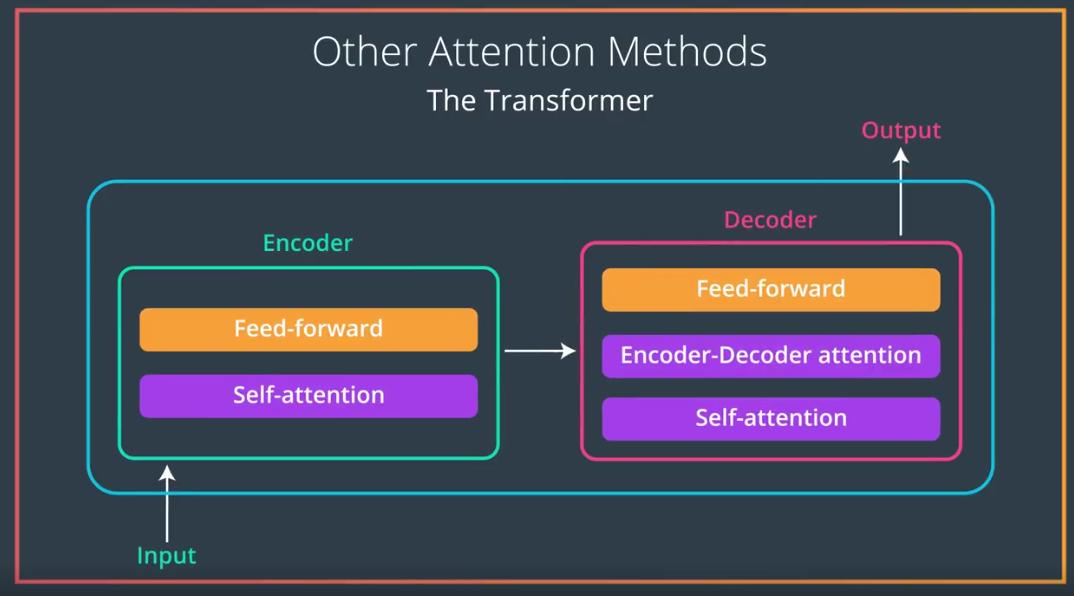 Other Attention Methods
The Transformer
Output
Decoder
Encoder
Feed-forward
Self-attention
Feed-forward
Encoder-Decoder attention
Self-attention
Input